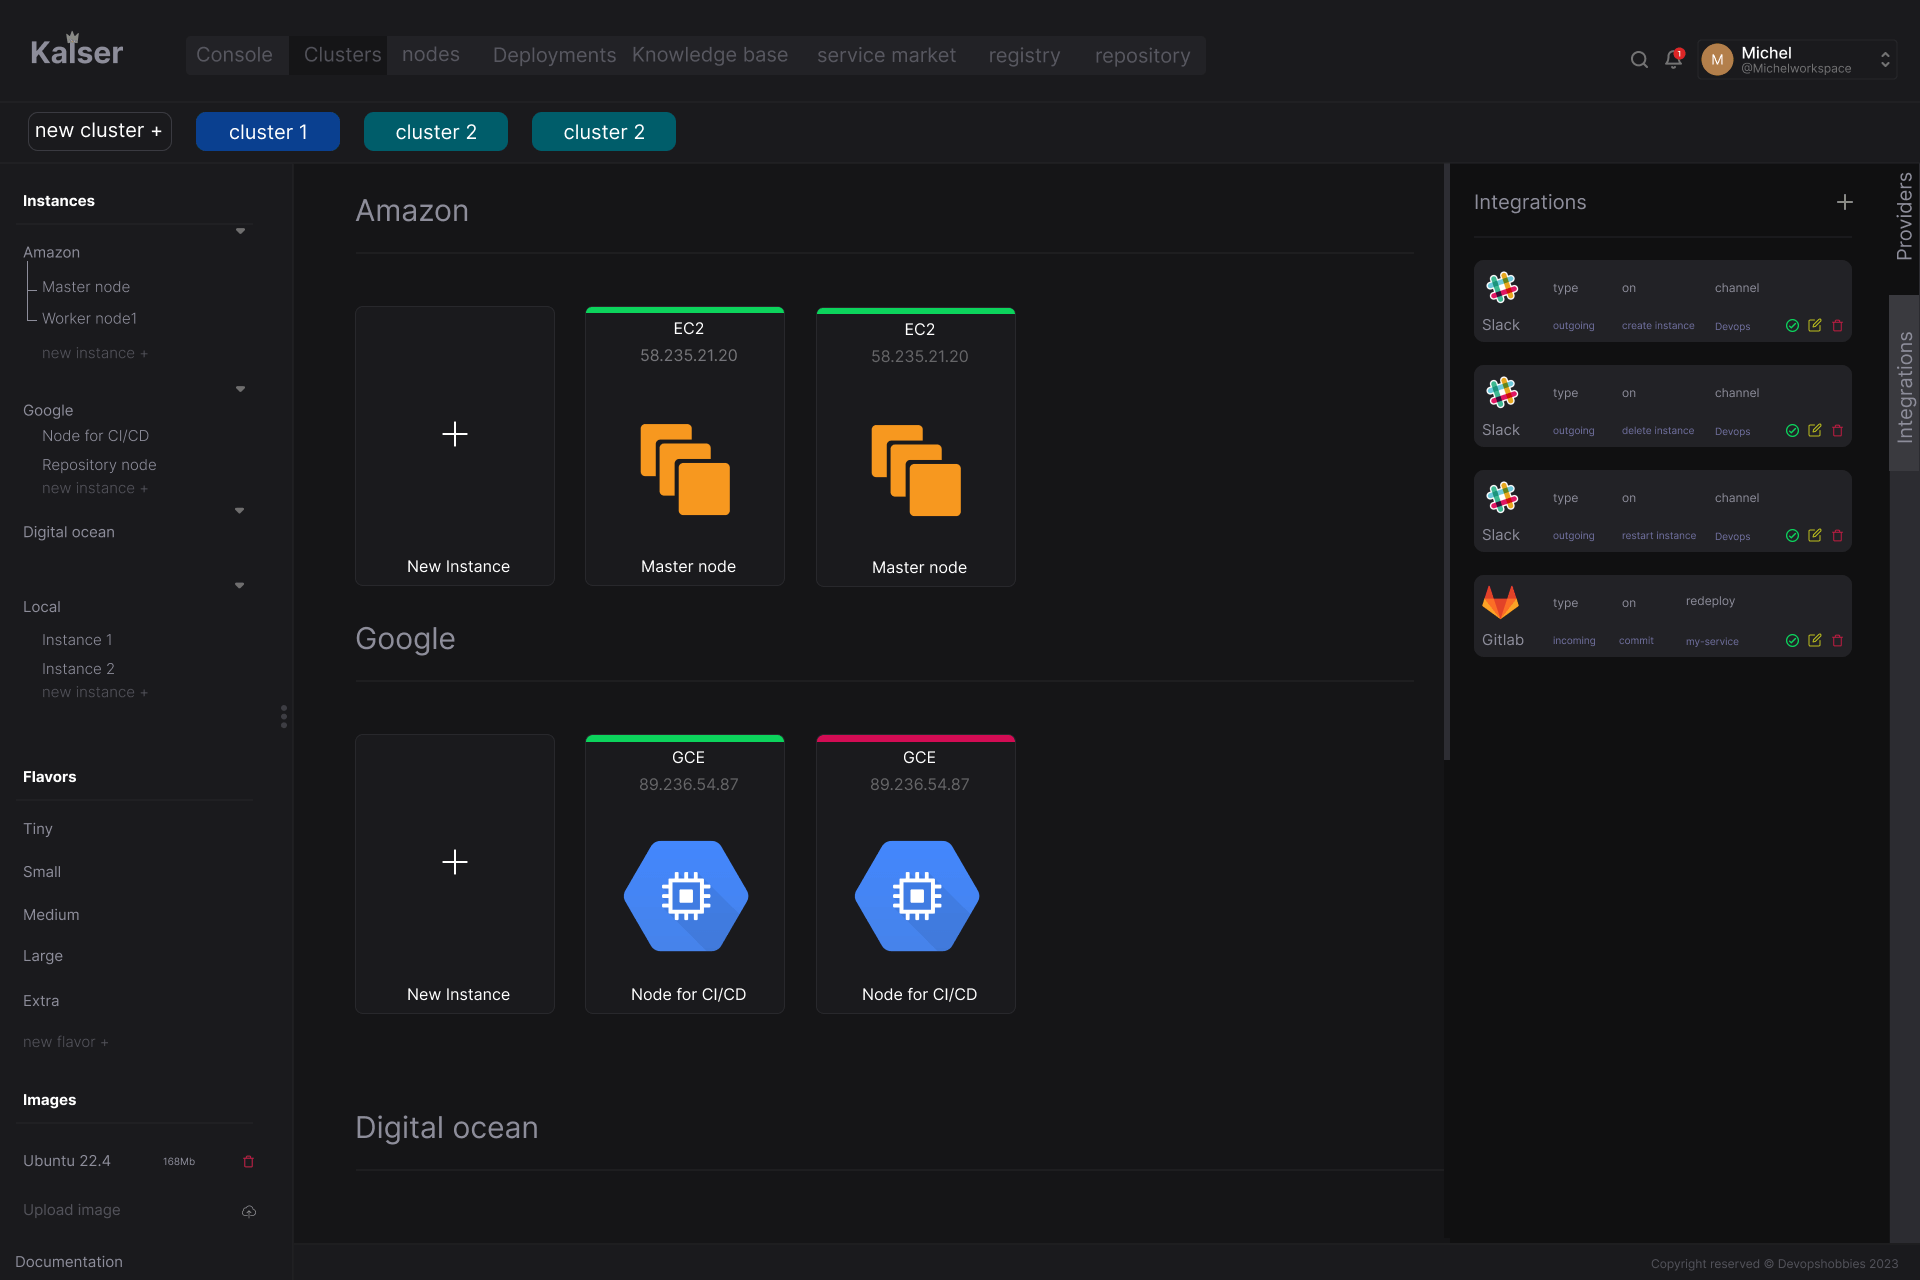 Kaiser
Console
Clusters
nodes
Deployments
Knowledge base
service market
registry
repository
1
M
Michel
@Michelworkspace
new cluster +
cluster 1
cluster 2
cluster 2
Instances
Amazon
Master node
Worker node1
new instance +
Google
Node for CI/CD
Repository node
new instance +
Digital ocean
Local
Instance 1
Instance 2
new instance +
Flavors
Tiny
Small
Medium
Large
Extra
new flavor +
Images
Ubuntu 22.4 168Mb
Upload image
Documentation
Amazon
New Instance
EC2
58.235.21.20
Master node
EC2
58.235.21.20
Master node
Google
New Instance
GCE
89.236.54.87
Node for CI/CD
GCE
89.236.54.87
Node for CI/CD
Digital ocean
Integrations
type on channel
Slack outgoing create instance Devops
type on channel
Slack outgoing delete instance Devops
type on channel
Slack outgoing restart instance Devops
type on redeploy
Gitlab incoming commit my-service
Providers
Integrations
Copyright reserved © Devopshobbies 2023